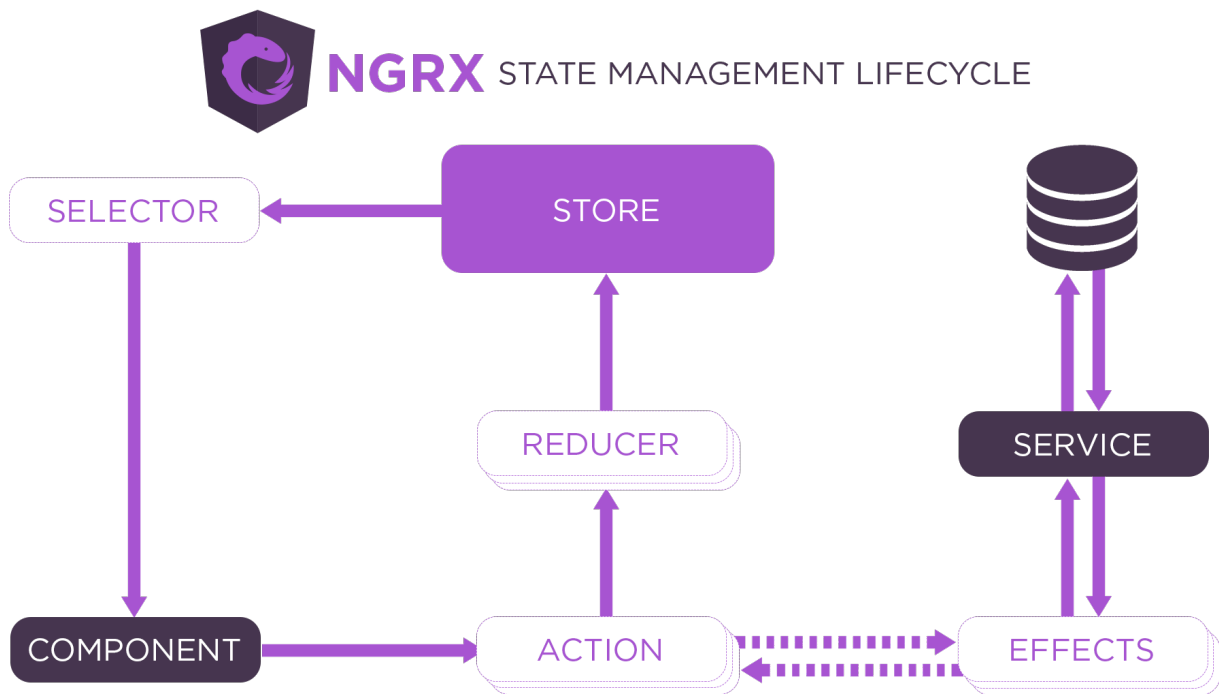 NGRX STATE MANAGEMENT LIFECYCLE
SELECTOR
STORE
REDUCER
SERVICE
COMPONENT
ACTION
EFFECTS